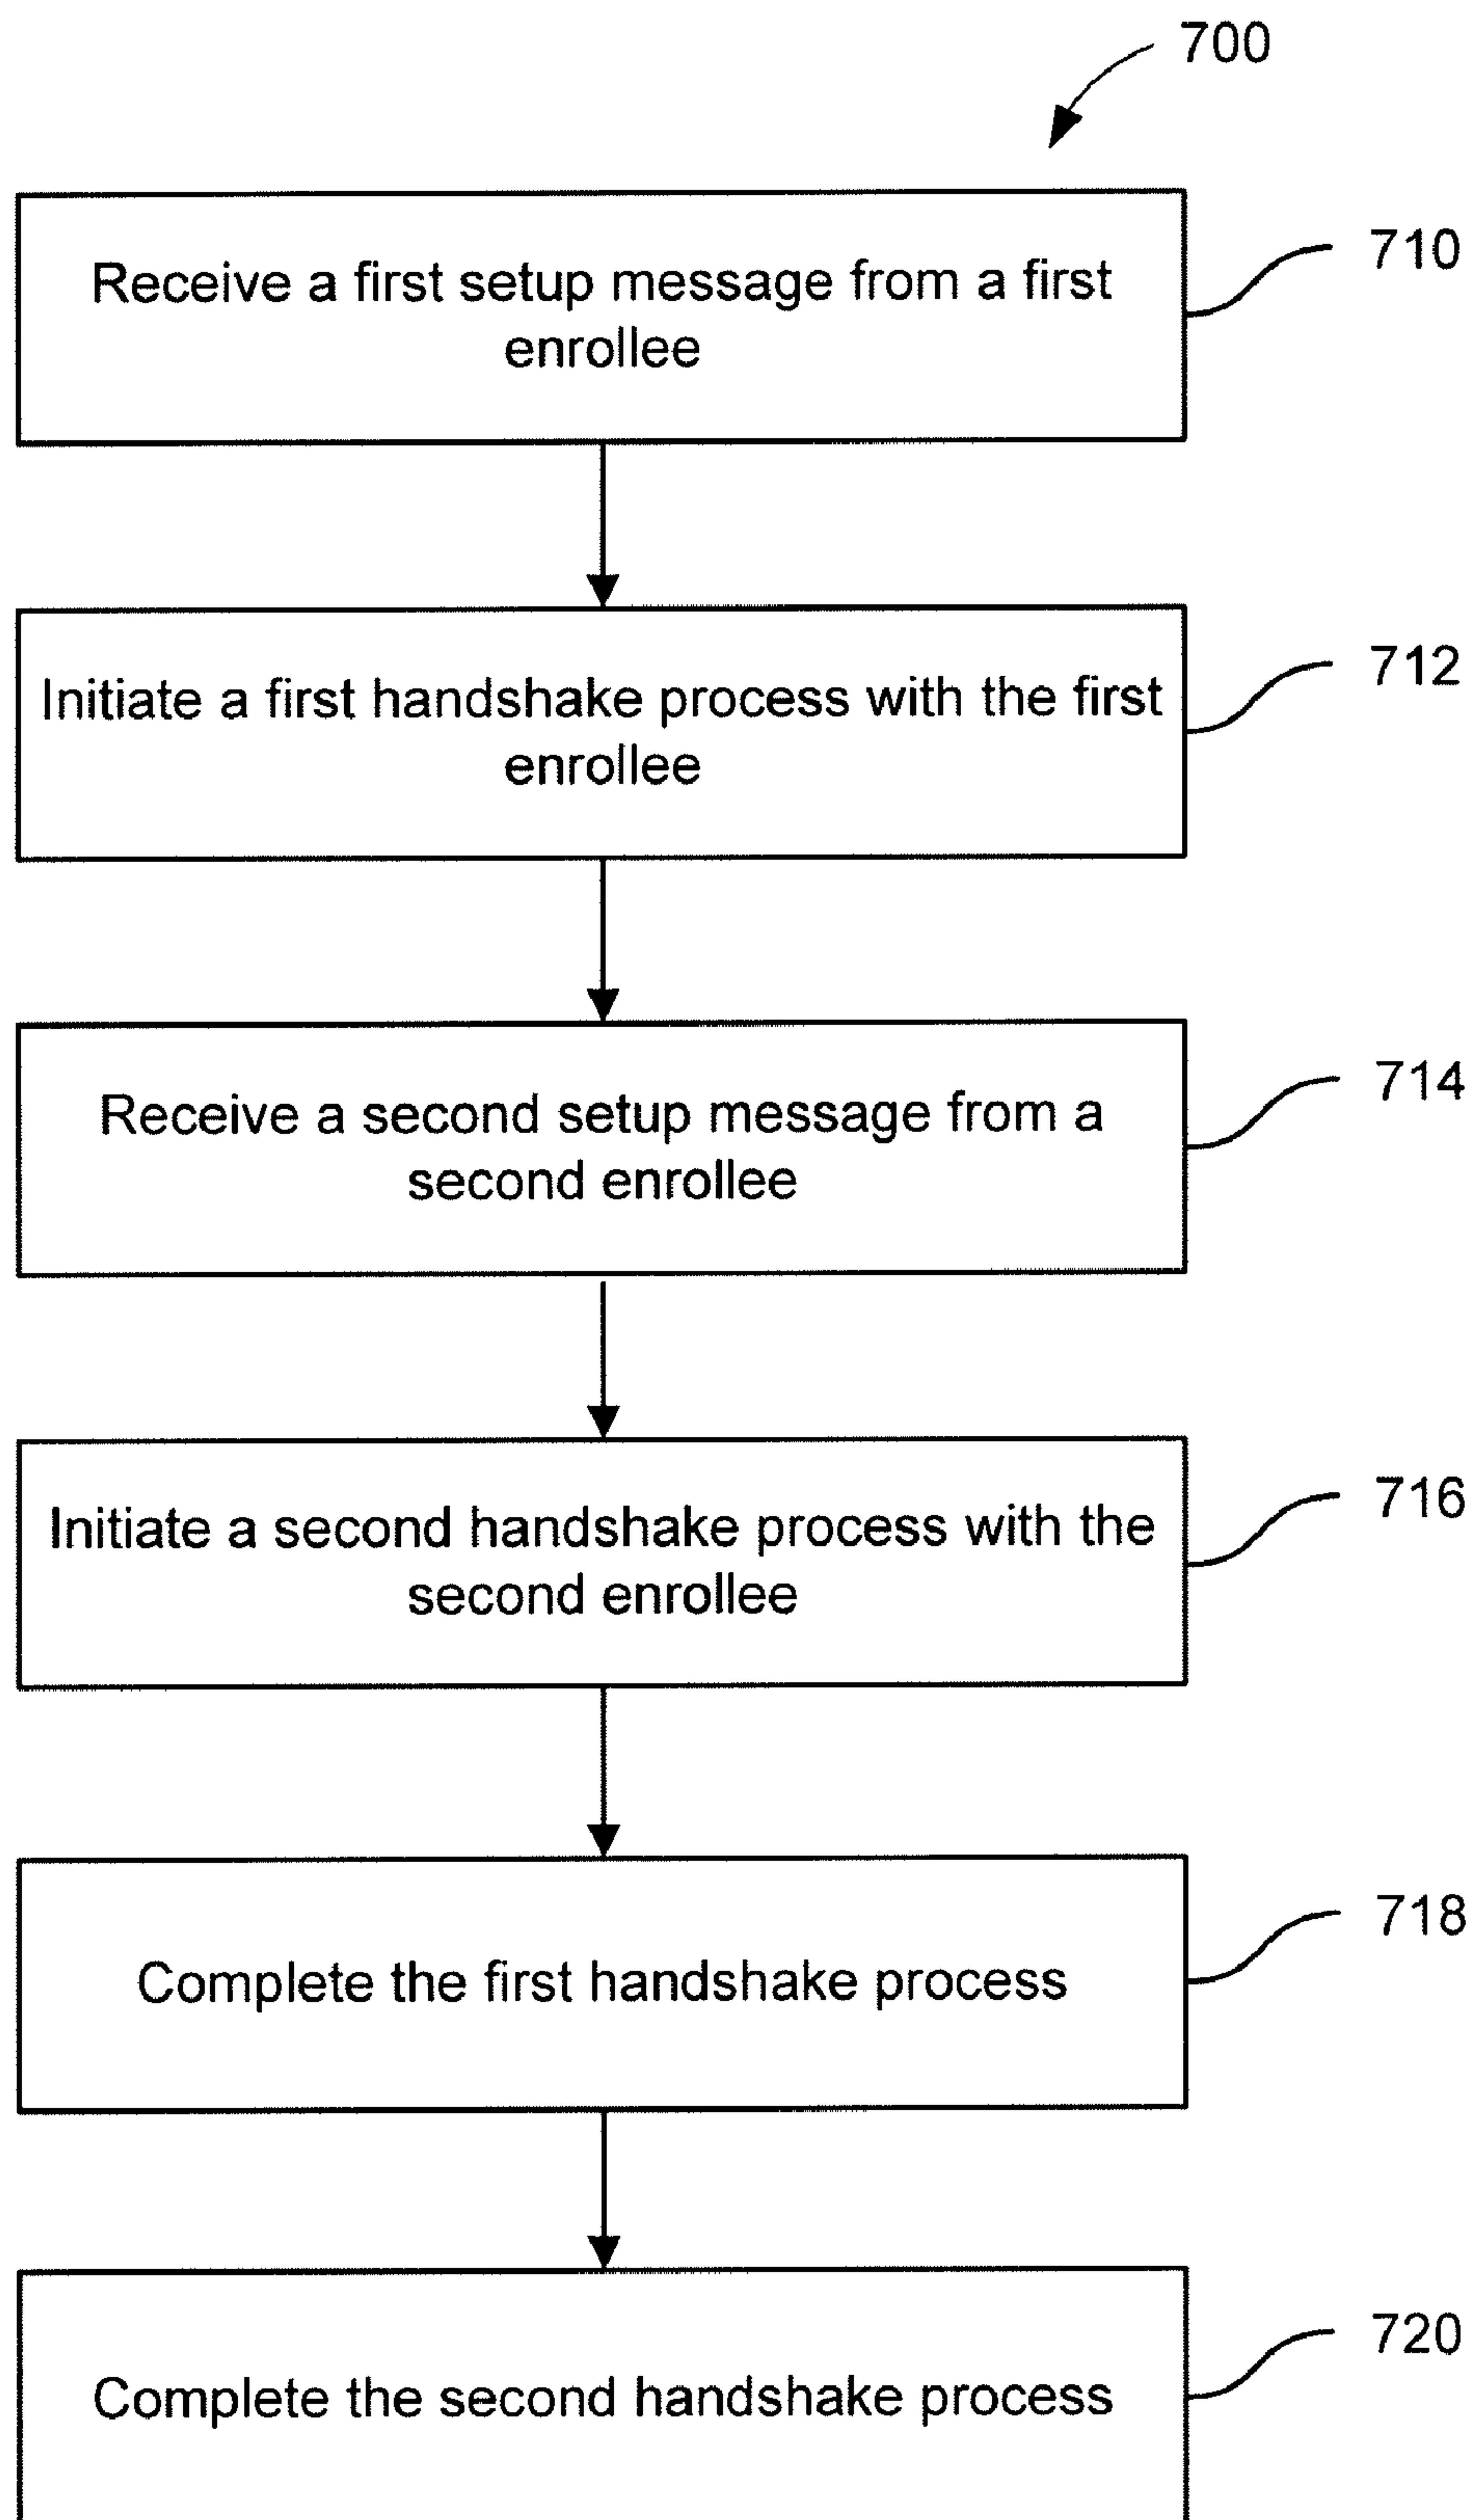 700
Receive a first setup message from a first
enrollee
710
Initiate a first handshake process with the first
enrollee
712
Receive a second setup message from a
second enrollee
714
Initiate a second handshake process with the
second enrollee
716
Complete the first handshake process
718
Complete the second handshake process
720